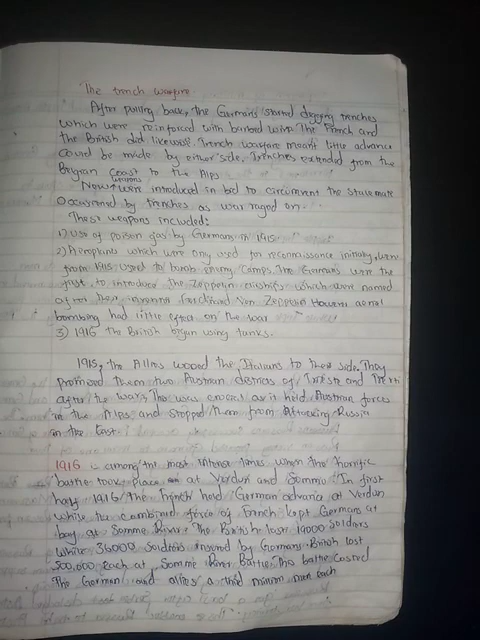 The trench warfare
After pulling back, the Germans started digging trenches
which were reinforced with barbed wire. The French and
the British did likewise. Trench warfare meant little advance
could be made by either side. Trenches extended from the
Belgian coast to the Alps
New weapons were introduced in bid to circumvent the stalemate
occassioned by trenches as war raged on.
These weapons included:
1) Use of poison gas by Germans in 1915.
2) Aeroplanes which were only used for reconnaissance initially, were
from 1915 used to bomb enemy camps. The Germans were the
first to introduce the Zeppelin airships which were named
after their inventor Ferdinand Von Zeppelin However aerial
bombing had little effect on the war
3) 1916 the British began using tanks.
1915, the Allies wooed the Italians to their side. They
promised them two Austrian districts of and
after the war. This was crucial as it held Austrian forces
in the Alps and stopped them from Attacking Russia
in the East.
1916 is among the most intense times when the horrific
battle took place at Verdun and Somme. In first
half 1916 the French held German advance at Verdun
while the combined force of French kept Germans at
bay at Somme River. The British lost 19000 soldiers
while 36000 soldiers injured by Germans. British lost
500,000 each at Somme River Battle. The battle costed
The German and allies a million men each